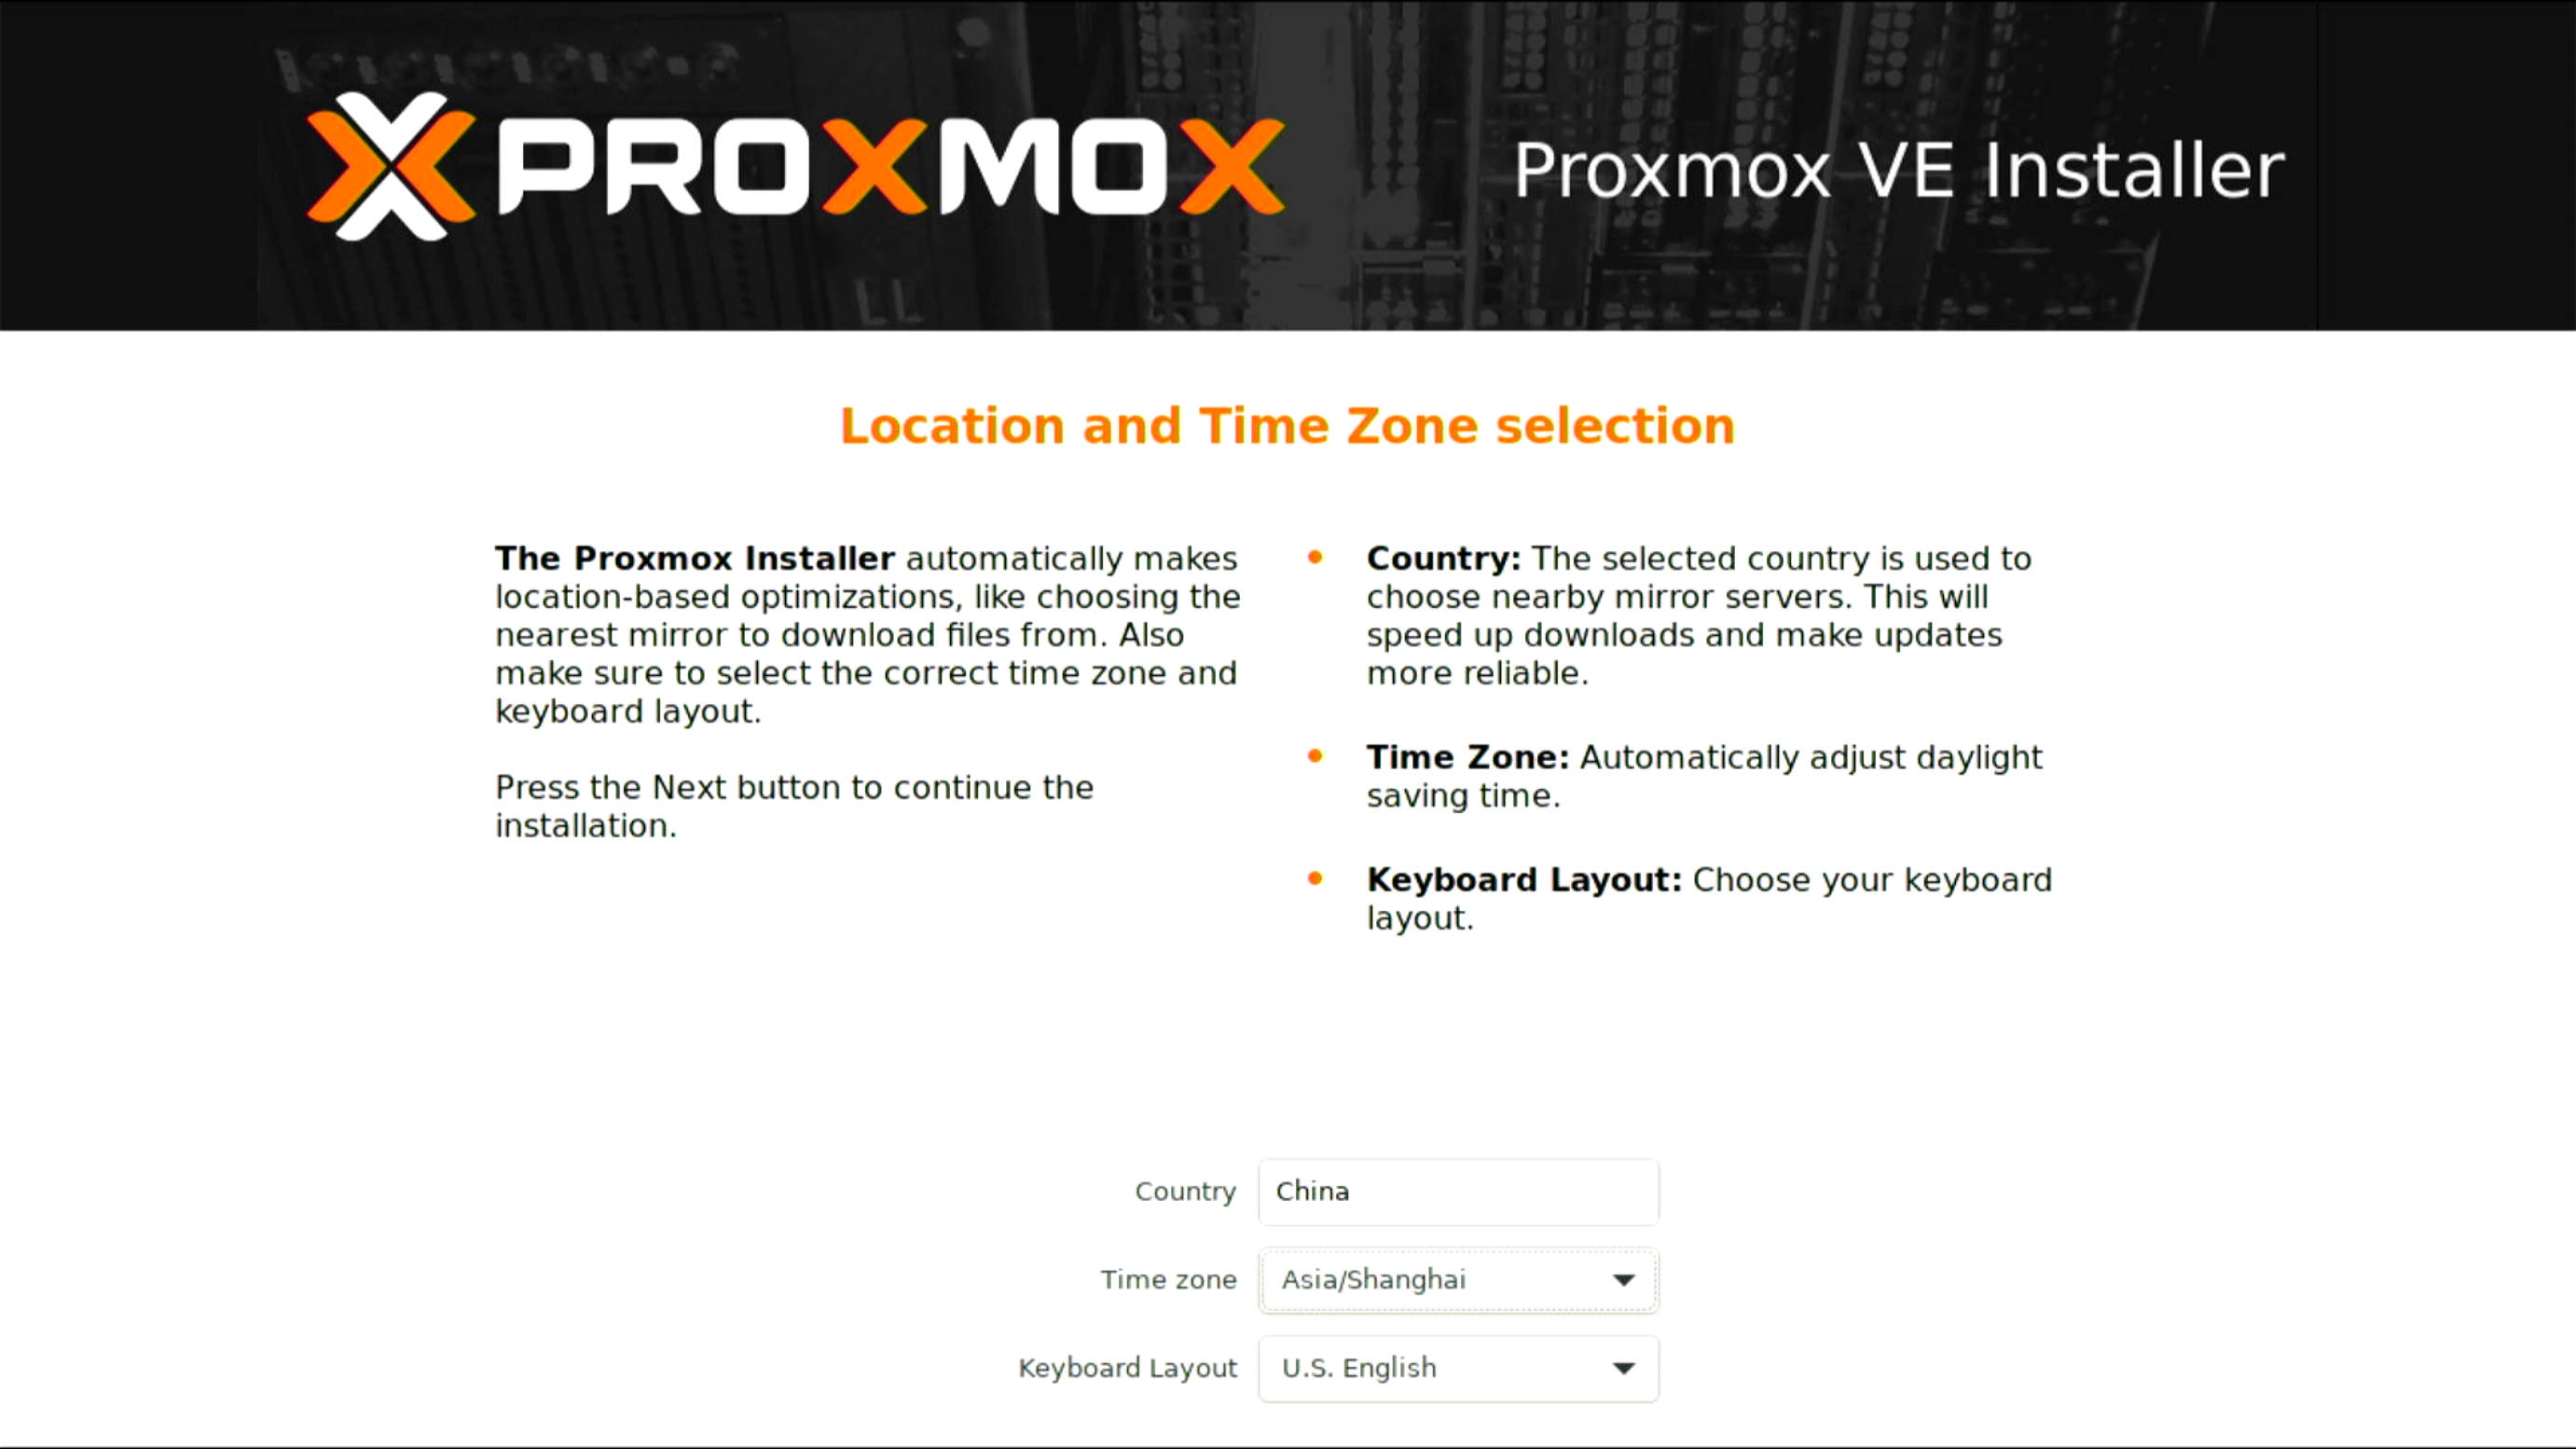 PROXMOX
Proxmox VE Installer
Location and Time Zone selection
The Proxmox Installer automatically makes
location-based optimizations, like choosing the
nearest mirror to download files from. Also
make sure to select the correct time zone and
keyboard layout.
Press the Next button to continue the
installation.
Country: The selected country is used to
choose nearby mirror servers. This will
speed up downloads and make updates
more reliable.
Time Zone: Automatically adjust daylight
saving time.
Keyboard Layout: Choose your keyboard
layout.
Country China
Time zone Asia/Shanghai
Keyboard Layout U.S. English